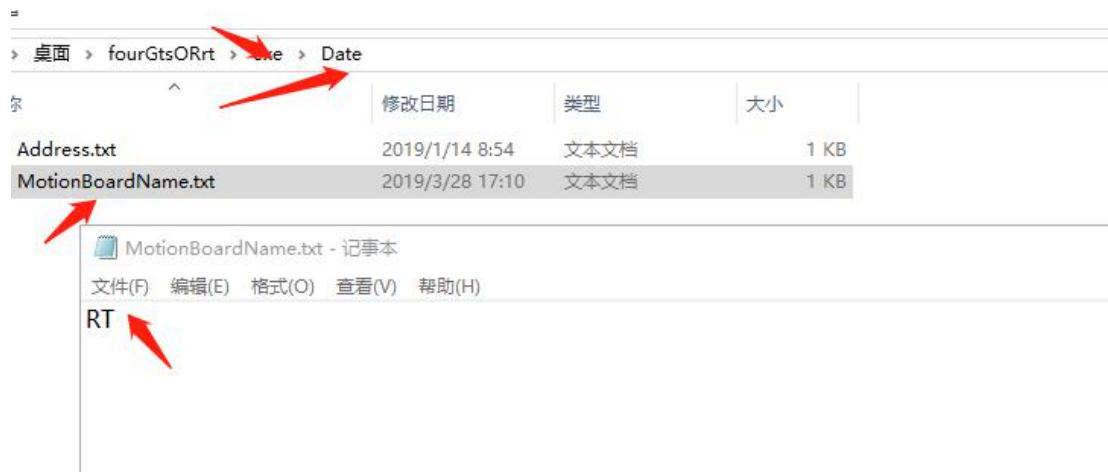 > 桌面 > fourGtsORrt > exe > Date
修改日期 类型 大小
Address.txt 2019/1/14 8:54 文本文档 1 KB
MotionBoardName.txt 2019/3/28 17:10 文本文档 1 KB
MotionBoardName.txt - 记事本
文件(F) 编辑(E) 格式(O) 查看(V) 帮助(H)
RT